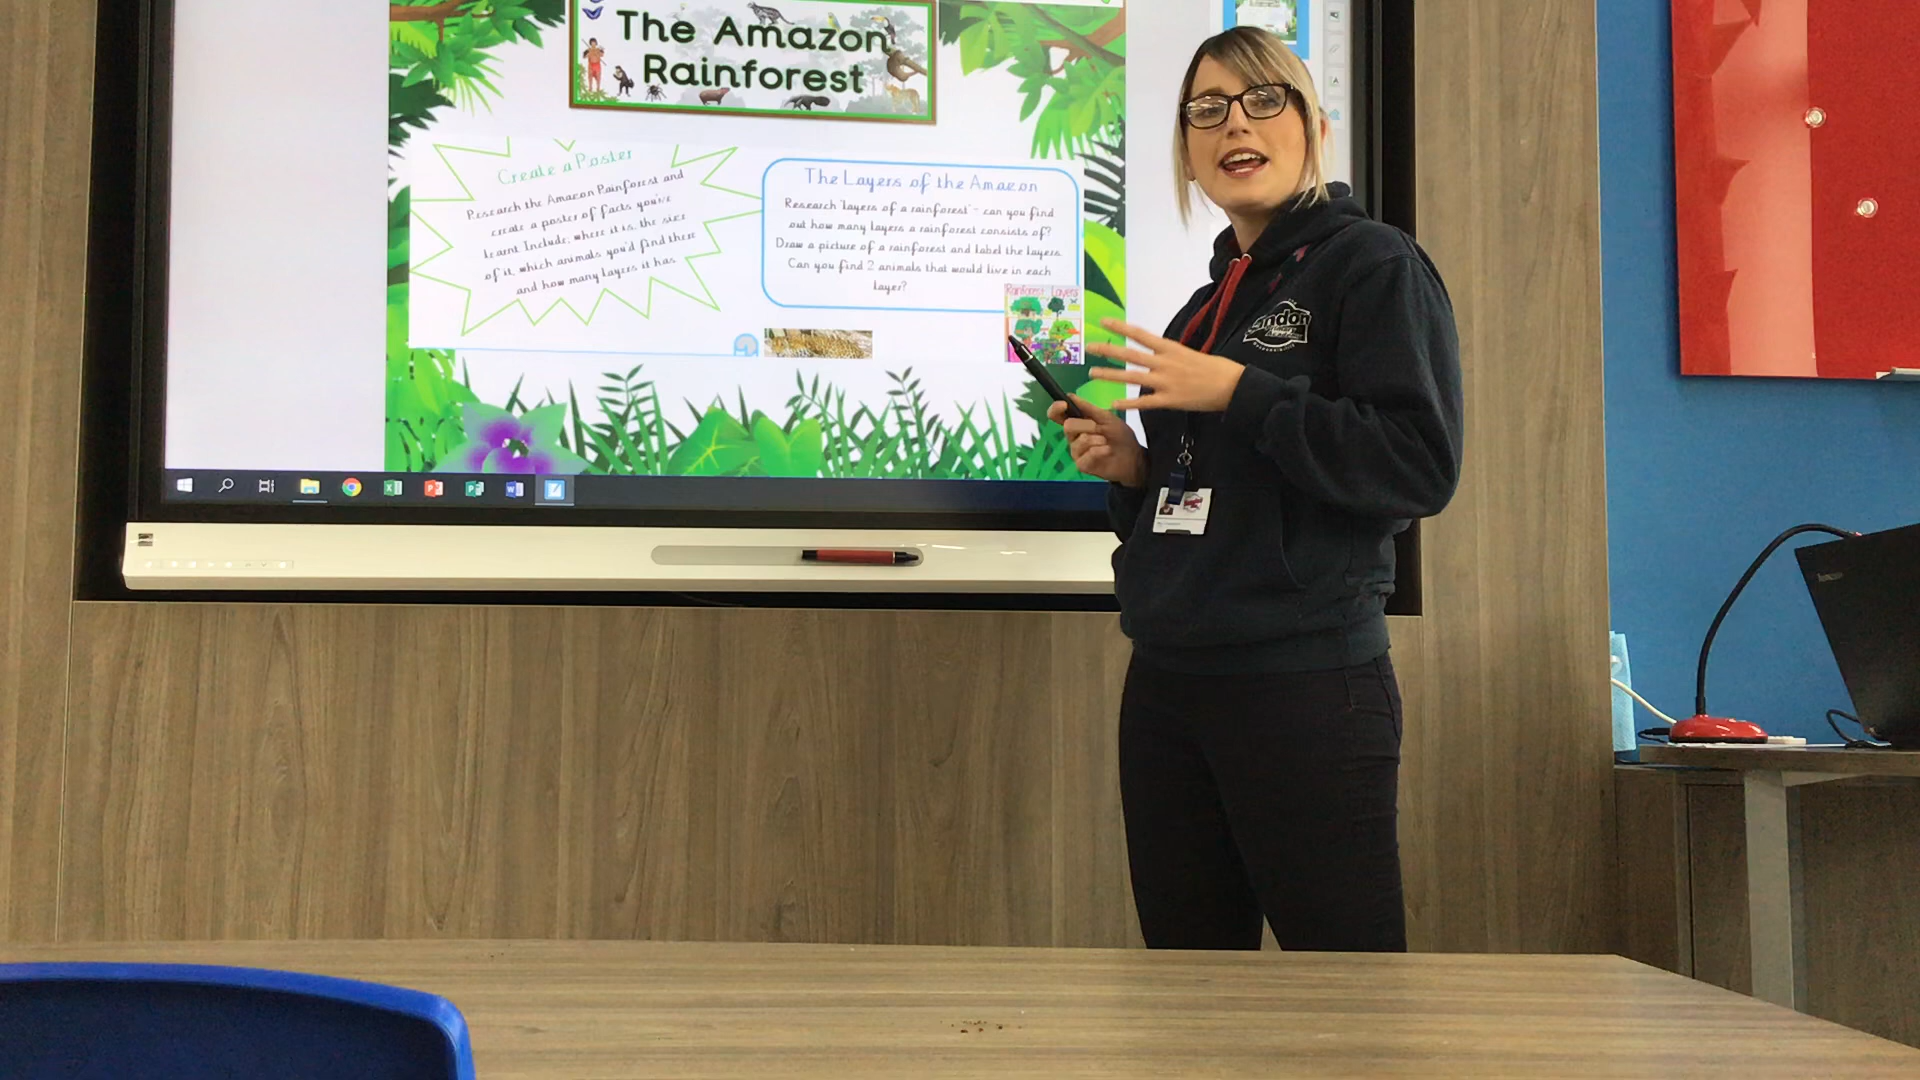 The Amazon
Rainforest
Create a Poster
Research the Amazon Rainforest and
create a poster of facts you've
learnt. Include; where it is, the size
of it, which animals you'd find there
and how many layers it has.
The Layers of the Amazon
Research 'layers of a rainforest' - can you find
out how many layers a rainforest consists of?
Draw a picture of a rainforest and label the layers.
Can you find 2 animals that would live in each
layer?
Rainforest Layers